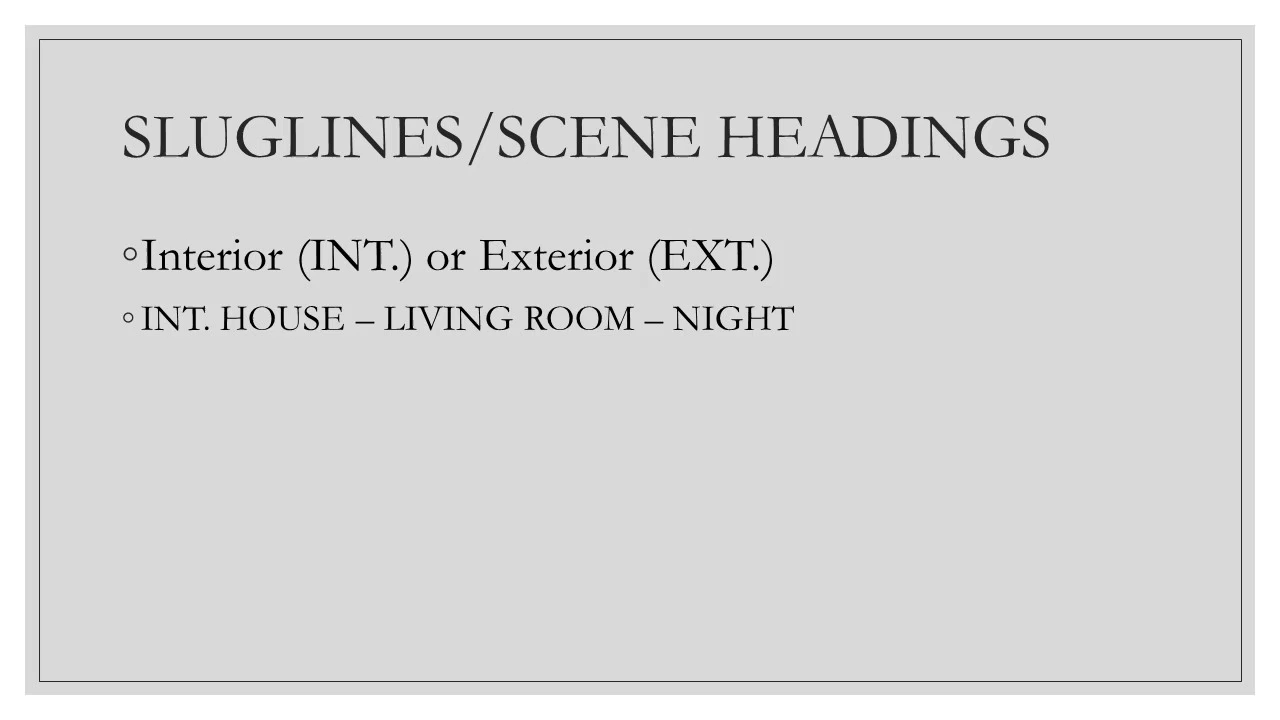 SLUGLINES/SCENE HEADINGS
◦Interior (INT.) or Exterior (EXT.)
◦ INT. HOUSE – LIVING ROOM – NIGHT